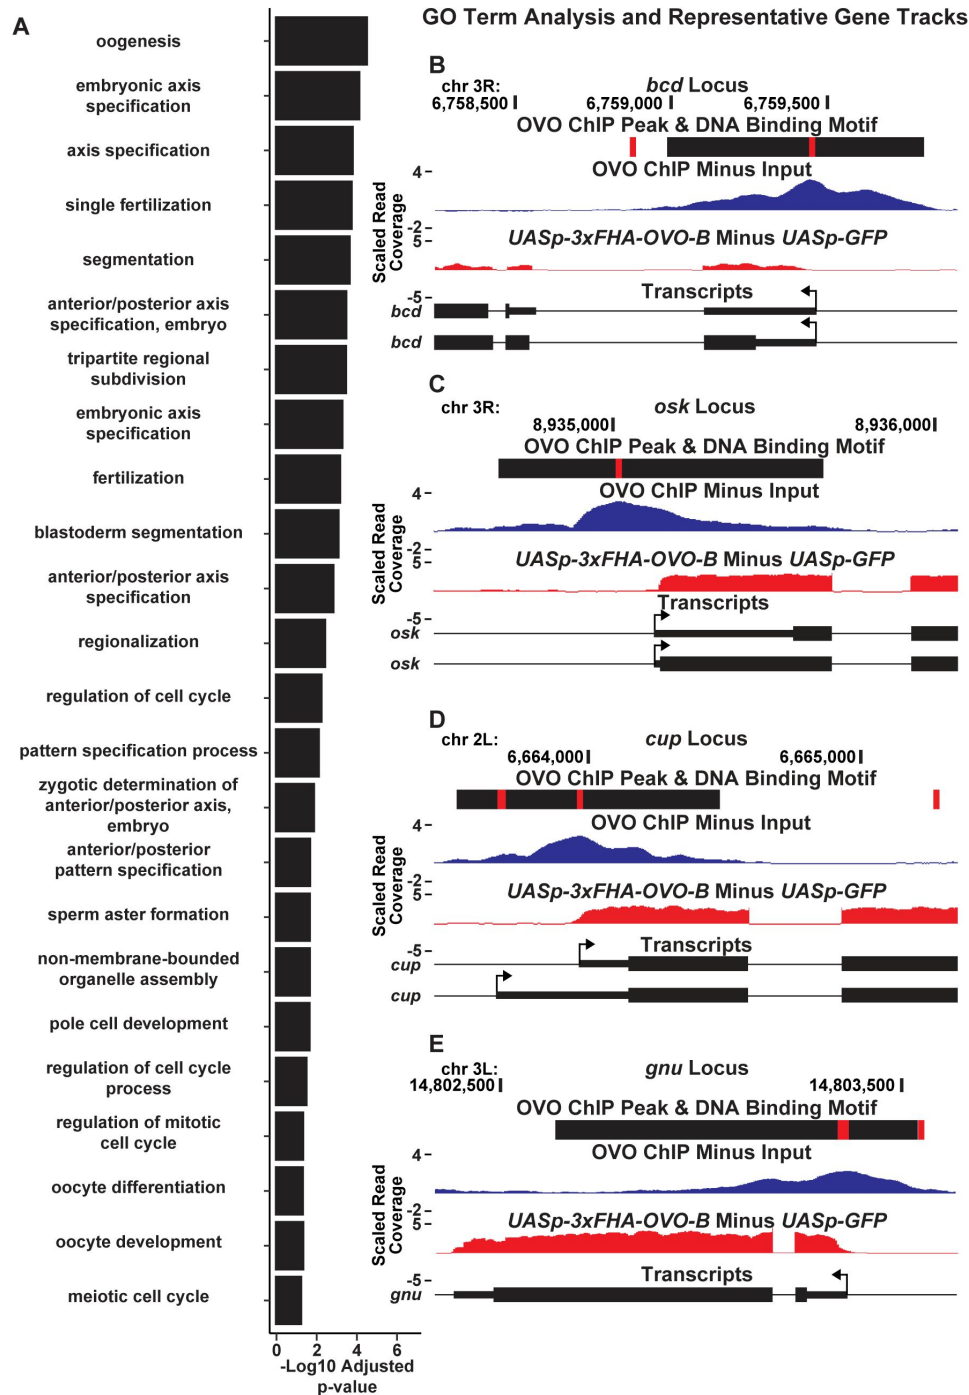 GO Term Analysis and Representative Gene Tracks
A
oogenesis
embryonic axis
specification
axis specification
single fertilization
segmentation
anterior/posterior axis
specification, embryo
tripartite regional
subdivision
embryonic axis
specification
fertilization
blastoderm segmentation
anterior/posterior axis
specification
regionalization
regulation of cell cycle
pattern specification process
zygotic determination of
anterior/posterior axis,
embryo
anterior/posterior
pattern specification
sperm aster formation
non-membrane-bounded
organelle assembly
pole cell development
regulation of cell cycle
process
regulation of mitotic
cell cycle
oocyte differentiation
oocyte development
meiotic cell cycle
0 2 4 6
-Log10 Adjusted
p-value
B
bcd Locus
chr 3R:
6,758,500 6,759,000 6,759,500
OVO ChIP Peak & DNA Binding Motif
OVO ChIP Minus Input
4
-2
Scaled Read
Coverage
UASp-3xFHA-OVO-B Minus UASp-GFP
5
-5
Transcripts
bcd
bcd
C
osk Locus
chr 3R:
8,935,000 8,936,000
OVO ChIP Peak & DNA Binding Motif
OVO ChIP Minus Input
4
-2
Scaled Read
Coverage
UASp-3xFHA-OVO-B Minus UASp-GFP
5
-5
Transcripts
osk
osk
D
cup Locus
chr 2L:
6,664,000 6,665,000
OVO ChIP Peak & DNA Binding Motif
OVO ChIP Minus Input
4
-2
Scaled Read
Coverage
UASp-3xFHA-OVO-B Minus UASp-GFP
5
-5
Transcripts
cup
cup
E
gnu Locus
chr 3L:
14,802,500 14,803,500
OVO ChIP Peak & DNA Binding Motif
OVO ChIP Minus Input
4
-2
Scaled Read
Coverage
UASp-3xFHA-OVO-B Minus UASp-GFP
5
-5
Transcripts
gnu